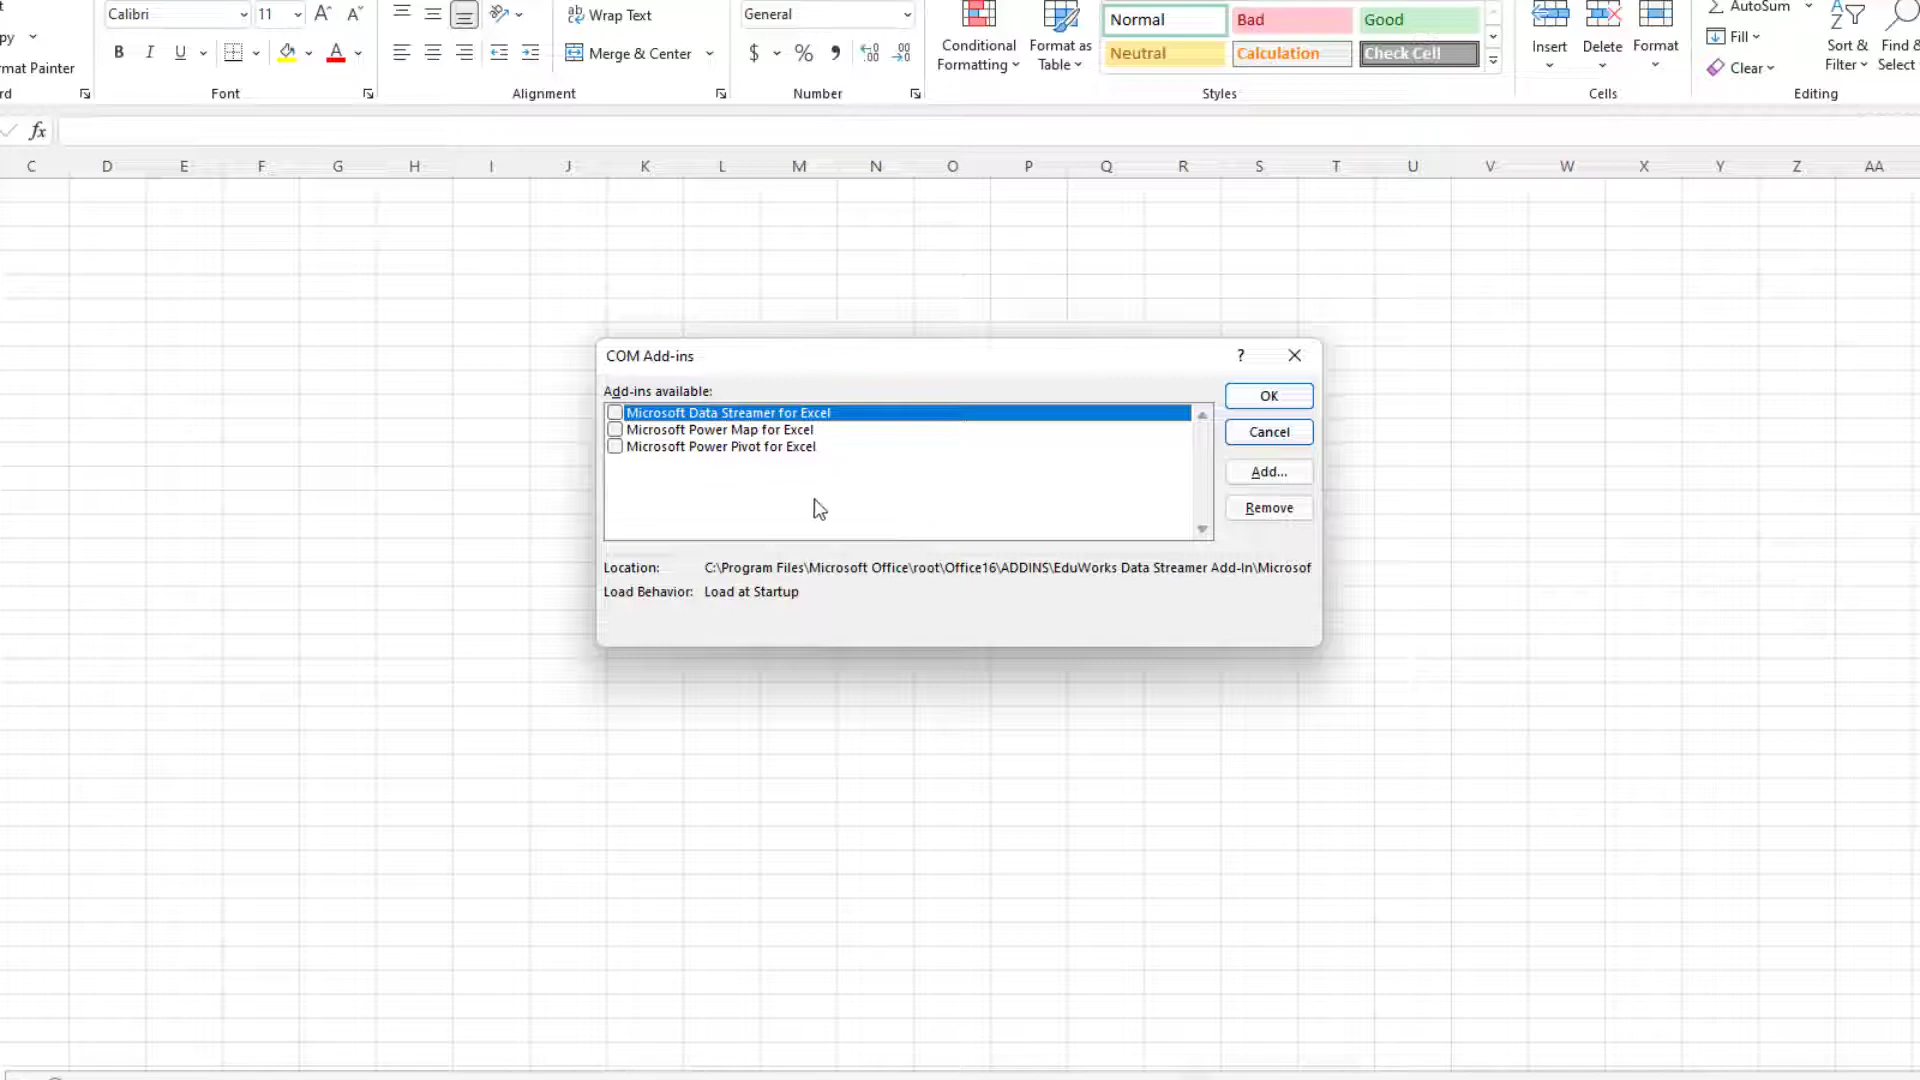 Calibri 11 Wrap Text General Normal Bad Good AutoSum
py Merge & Center $ % Conditional Formatting Format as Table Neutral Calculation Check Cell Insert Delete Format Fill Sort & Filter Find & Select
rmat Painter B I U A Clear
rd Font Alignment Number Styles Cells Editing
fx
C D E F G H I J K L M N O P Q R S T U V W X Y Z AA
COM Add-ins ?
Add-ins available:
Microsoft Data Streamer for Excel
Microsoft Power Map for Excel
Microsoft Power Pivot for Excel
OK
Cancel
Add...
Remove
Location: C:\Program Files\Microsoft Office\root\Office16\ADDINS\EduWorks Data Streamer Add-In\Microsof
Load Behavior: Load at Startup